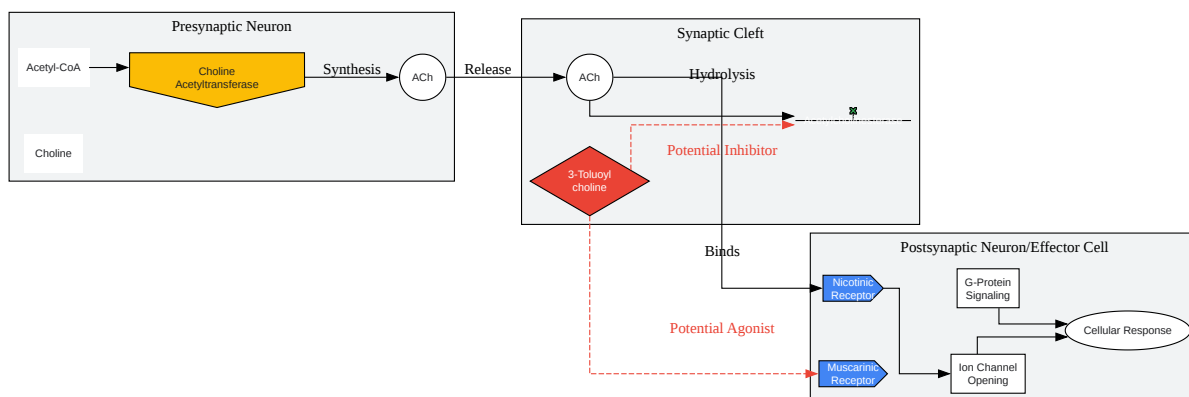 Presynaptic Neuron
Acetyl-CoA
Choline
Acetyltransferase
Synthesis
ACh
Release
Choline
Synaptic Cleft
ACh
Hydrolysis
Potential Inhibitor
3-Toluoyl
choline
Binds
Potential Agonist
Postsynaptic Neuron/Effector Cell
Nicotinic
Receptor
G-Protein
Signaling
Cellular Response
Muscarinic
Receptor
Ion Channel
Opening